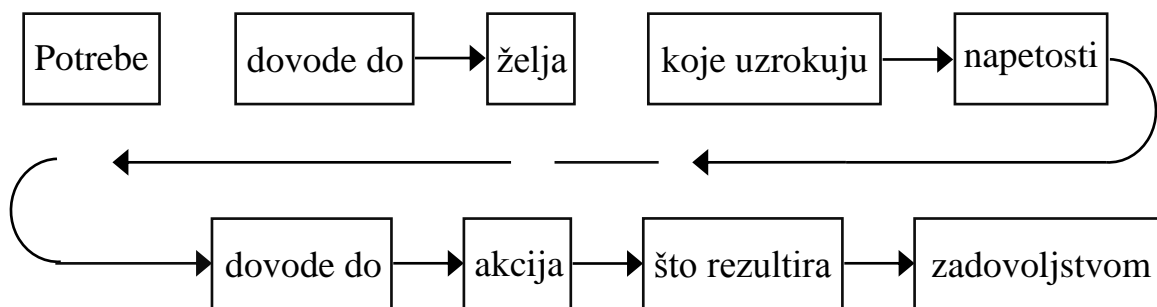 Potrebe dovode do želja koje uzrokuju napetosti
dovode do akcija što rezultira zadovoljstvom